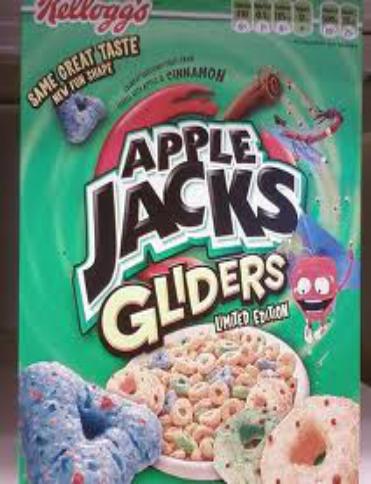 Kellogg's
SAME GREAT TASTE
NEW FUN SHAPE
CINNAMON
APPLE
JACKS
GLIDERS
LIMITED EDITION